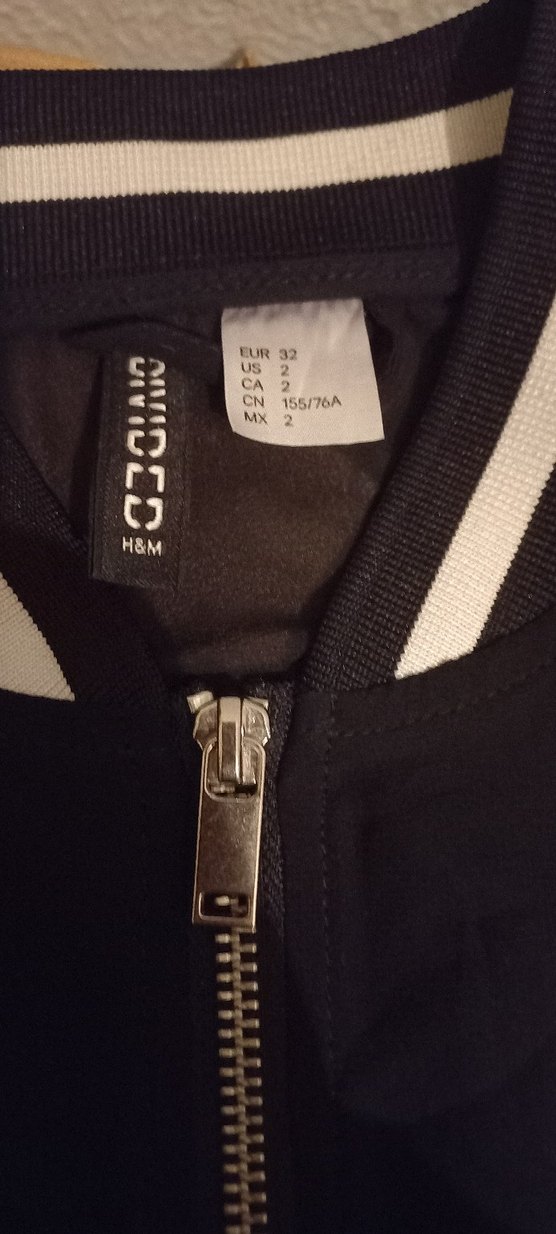 DIVIDED
H&M
EUR 32
US 2
CA 2
CN 155/76A
MX 2